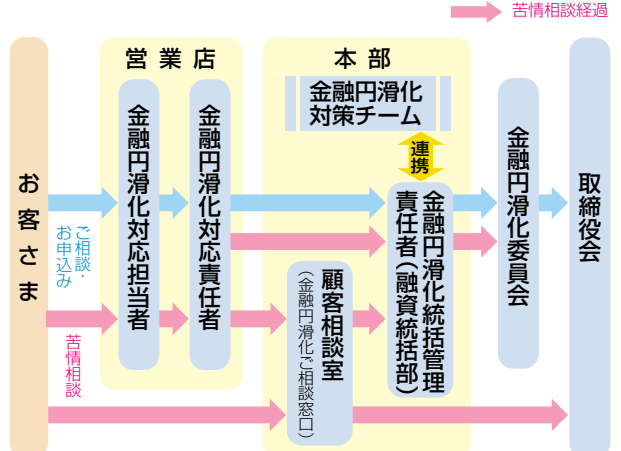 苦情相談経過
営業店
本部
金融円滑化
対策チーム
連携
お客さま
ご相談・
お申込み
苦情相談
金融円滑化対応担当者
金融円滑化対応責任者
顧客相談室
（金融円滑化ご相談窓口）
金融円滑化統括管理
責任者（融資統括部）
金融円滑化委員会
取締役会